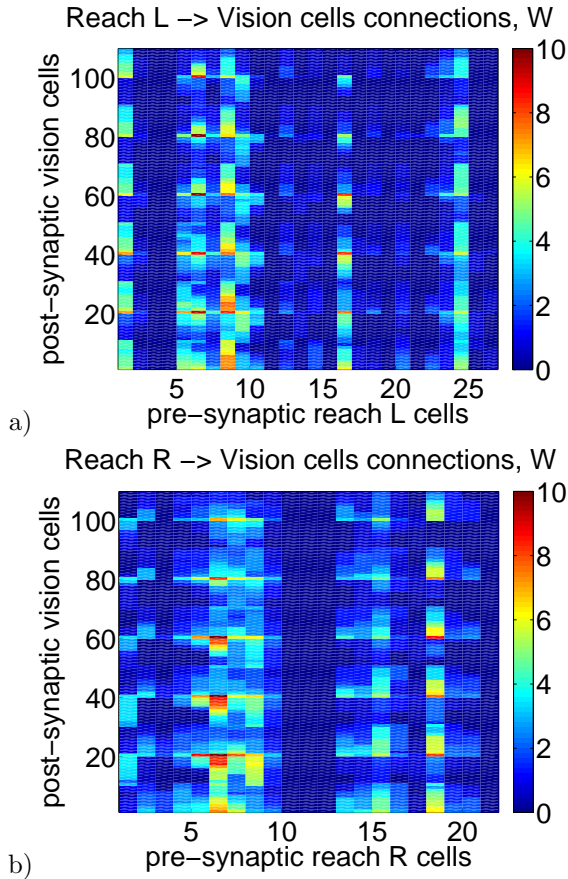 Reach L −> Vision cells connections, W
post−synaptic vision cells
100
80
60
40
20
5 10 15 20 25
pre−synaptic reach L cells
10
8
6
4
2
0
a)
Reach R −> Vision cells connections, W
post−synaptic vision cells
100
80
60
40
20
5 10 15 20
pre−synaptic reach R cells
10
8
6
4
2
0
b)